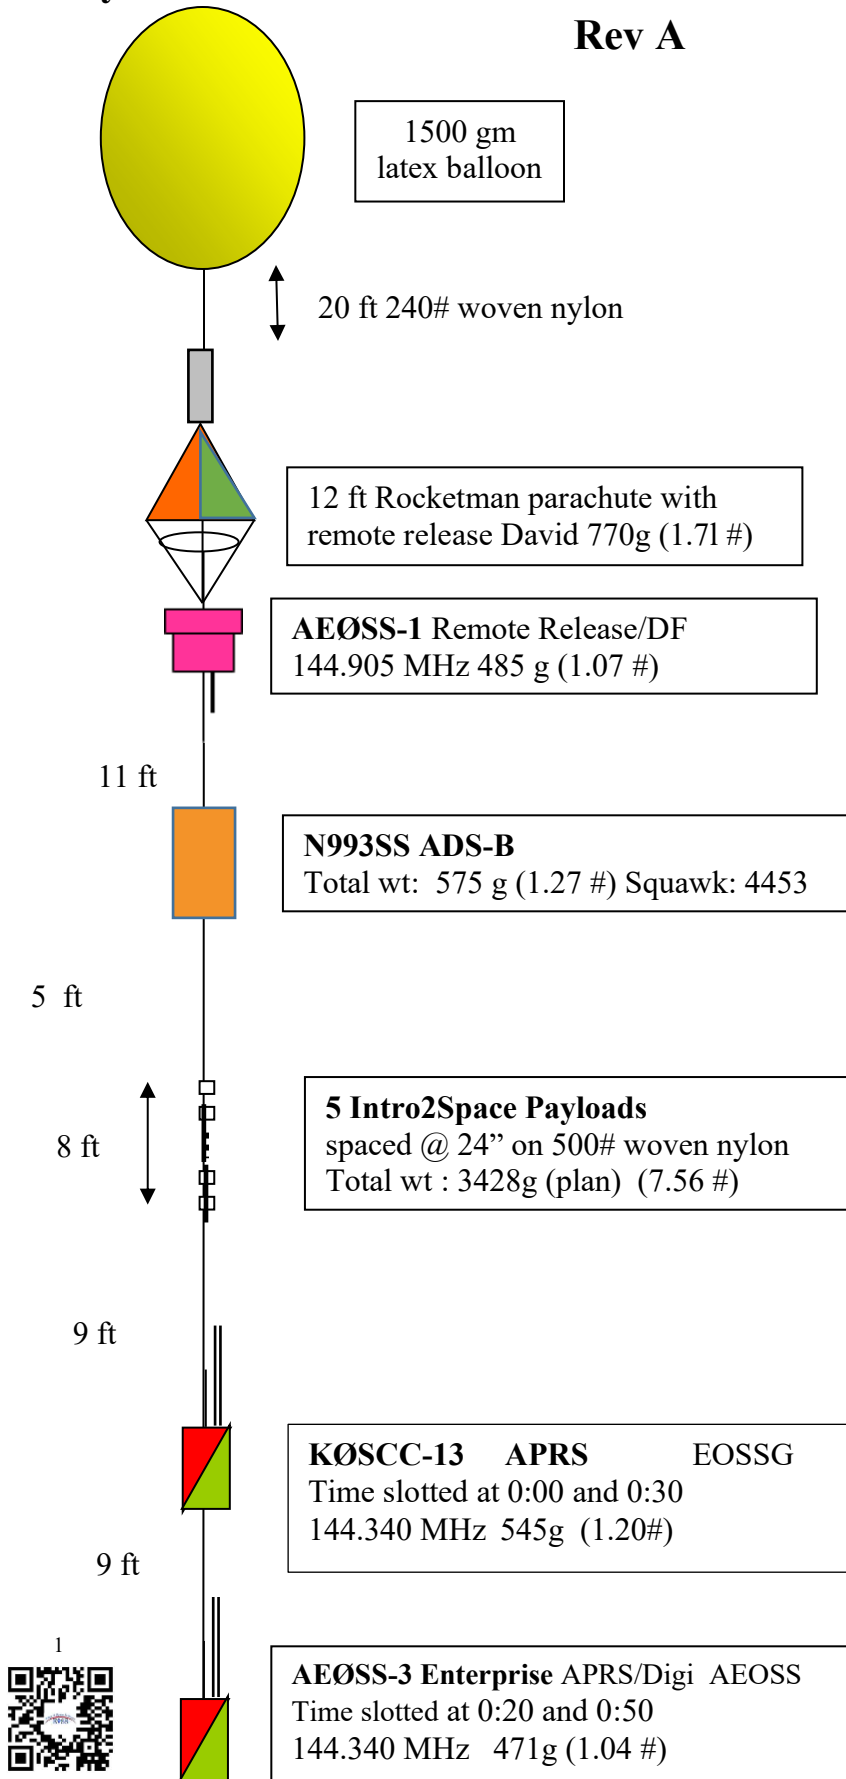 Rev A
1500 gm
latex balloon
20 ft 240# woven nylon
12 ft Rocketman parachute with
remote release David 770g (1.7l #)
AEØSS-1 Remote Release/DF
144.905 MHz 485 g (1.07 #)
11 ft
N993SS ADS-B
Total wt:  575 g (1.27 #) Squawk: 4453
5  ft
5 Intro2Space Payloads
spaced @ 24” on 500# woven nylon
Total wt : 3428g (plan)  (7.56 #)
8 ft
9 ft
KØSCC-13 APRS EOSSG
Time slotted at 0:00 and 0:30
144.340 MHz  545g  (1.20#)
9 ft
1
AEØSS-3 Enterprise APRS/Digi  AEOSS
Time slotted at 0:20 and 0:50
144.340 MHz   471g (1.04 #)